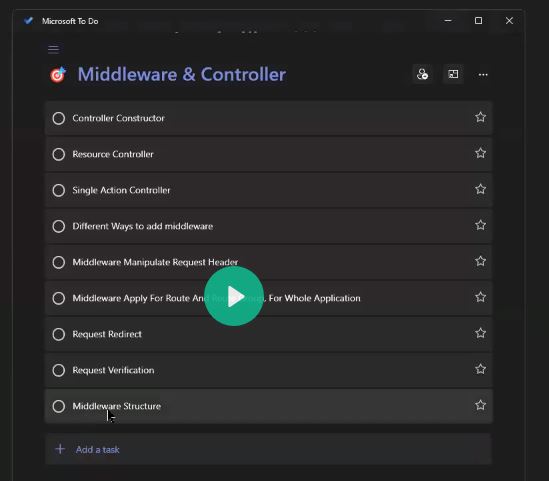 Microsoft To Do
Middleware & Controller
Controller Constructor
Resource Controller
Single Action Controller
Different Ways to add middleware
Middleware Manipulate Request Header
Middleware Apply For Route And Group, For Whole Application
Request Redirect
Request Verification
Middleware Structure
Add a task